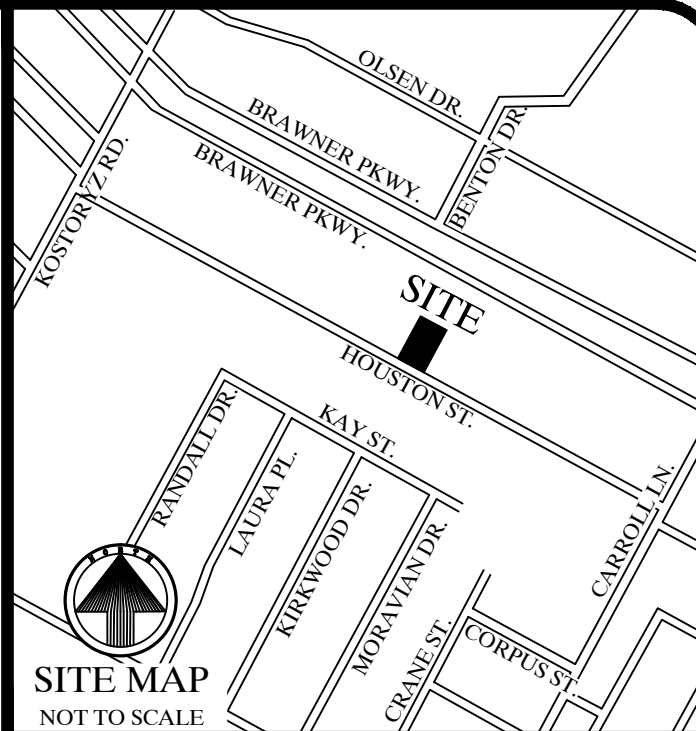 OLSEN DR.
BRAWNER PKWY.
BENTON DR.
BRAWNER PKWY.
KOSTORYZ RD.
SITE
HOUSTON ST.
KAY ST.
RANDALL DR.
LAURA PL.
KIRKWOOD DR.
MORAVIAN DR.
CARROLL LN.
CRANE ST.
CORPUS ST.
NORTH
SITE MAP
NOT TO SCALE